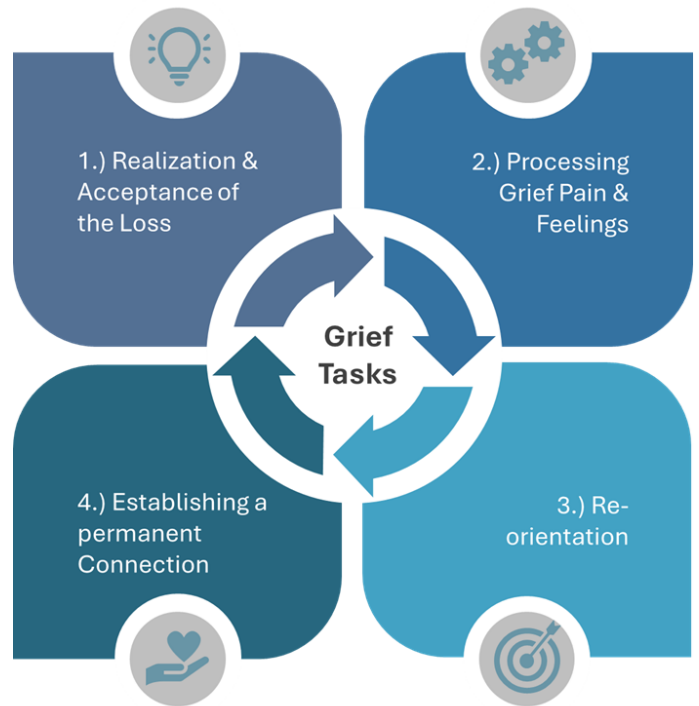 1.) Realization &
Acceptance of
the Loss
2.) Processing
Grief Pain &
Feelings
Grief
Tasks
3.) Re-
orientation
4.) Establishing a
permanent
Connection